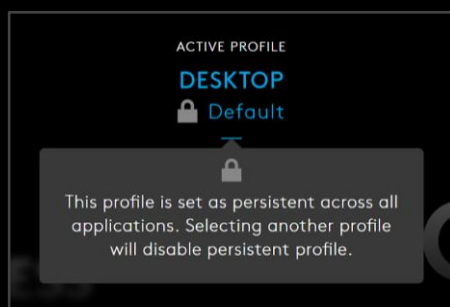 ACTIVE PROFILE
DESKTOP
Default
This profile is set as persistent across all
applications. Selecting another profile
will disable persistent profile.